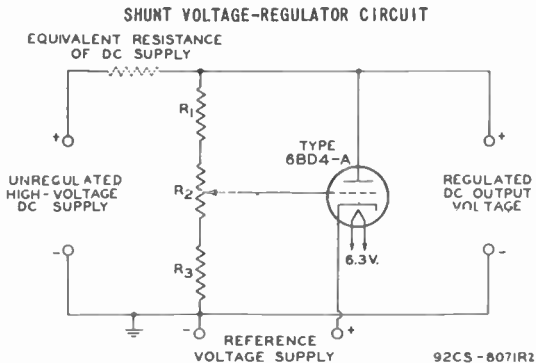 SHUNT VOLTAGE-REGULATOR CIRCUIT
EQUIVALENT RESISTANCE
OF DC SUPPLY
R1
TYPE
6BD4-A
+
+
+
UNREGULATED
HIGH-VOLTAGE
DC SUPPLY
R2
REGULATED
DC OUTPUT
VOLTAGE
-
R3
6.3 V.
-
-
REFERENCE
VOLTAGE SUPPLY
+
92CS-8071R2